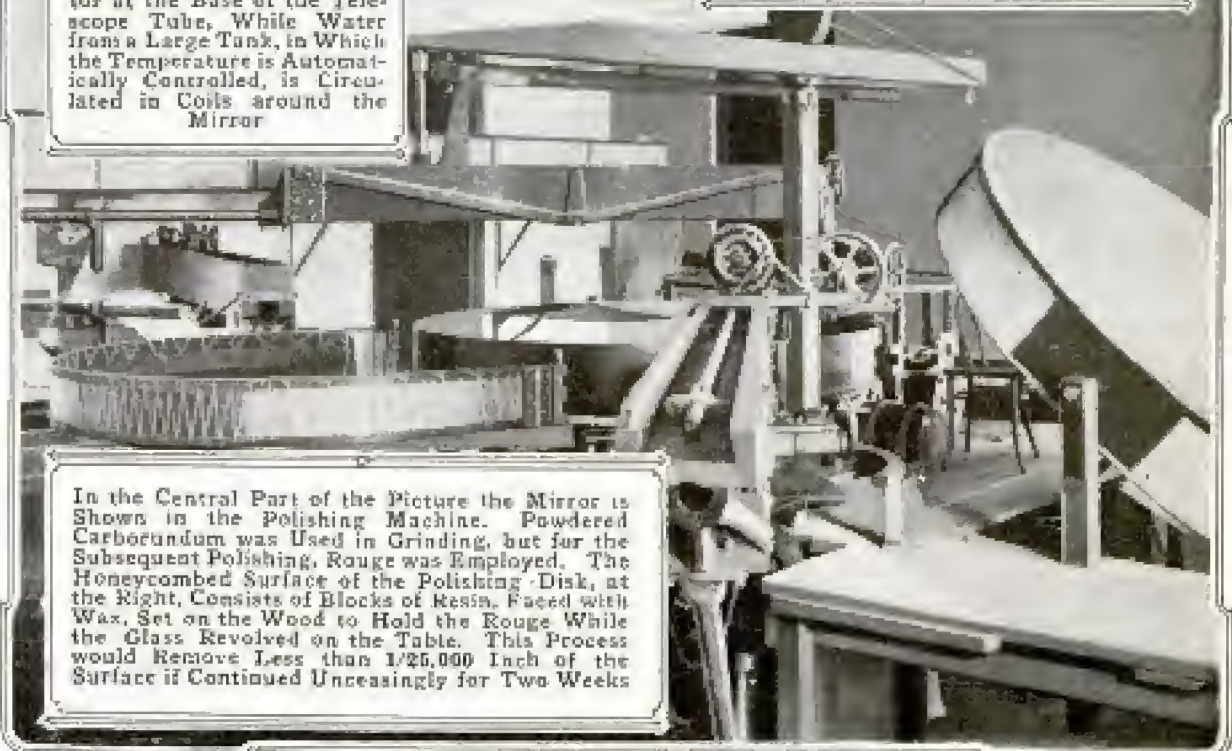 tor at the Base of the Tele-
scope Tube, While Water
from a Large Tank, in Which
the Temperature is Automat-
ically Controlled, is Circu-
lated in Coils around the
Mirror
In the Central Part of the Picture the Mirror is
Shown in the Polishing Machine. Powdered
Carborundum was Used in Grinding, but for the
Subsequent Polishing, Rouge was Employed. The
Honeycombed Surface of the Polishing Disk, at
the Right, Consists of Blocks of Resin, Faced with
Wax, Set on the Wood to Hold the Rouge While
the Glass Revolved on the Table. This Process
would Remove Less than 1/25,000 Inch of the
Surface if Continued Unceasingly for Two Weeks